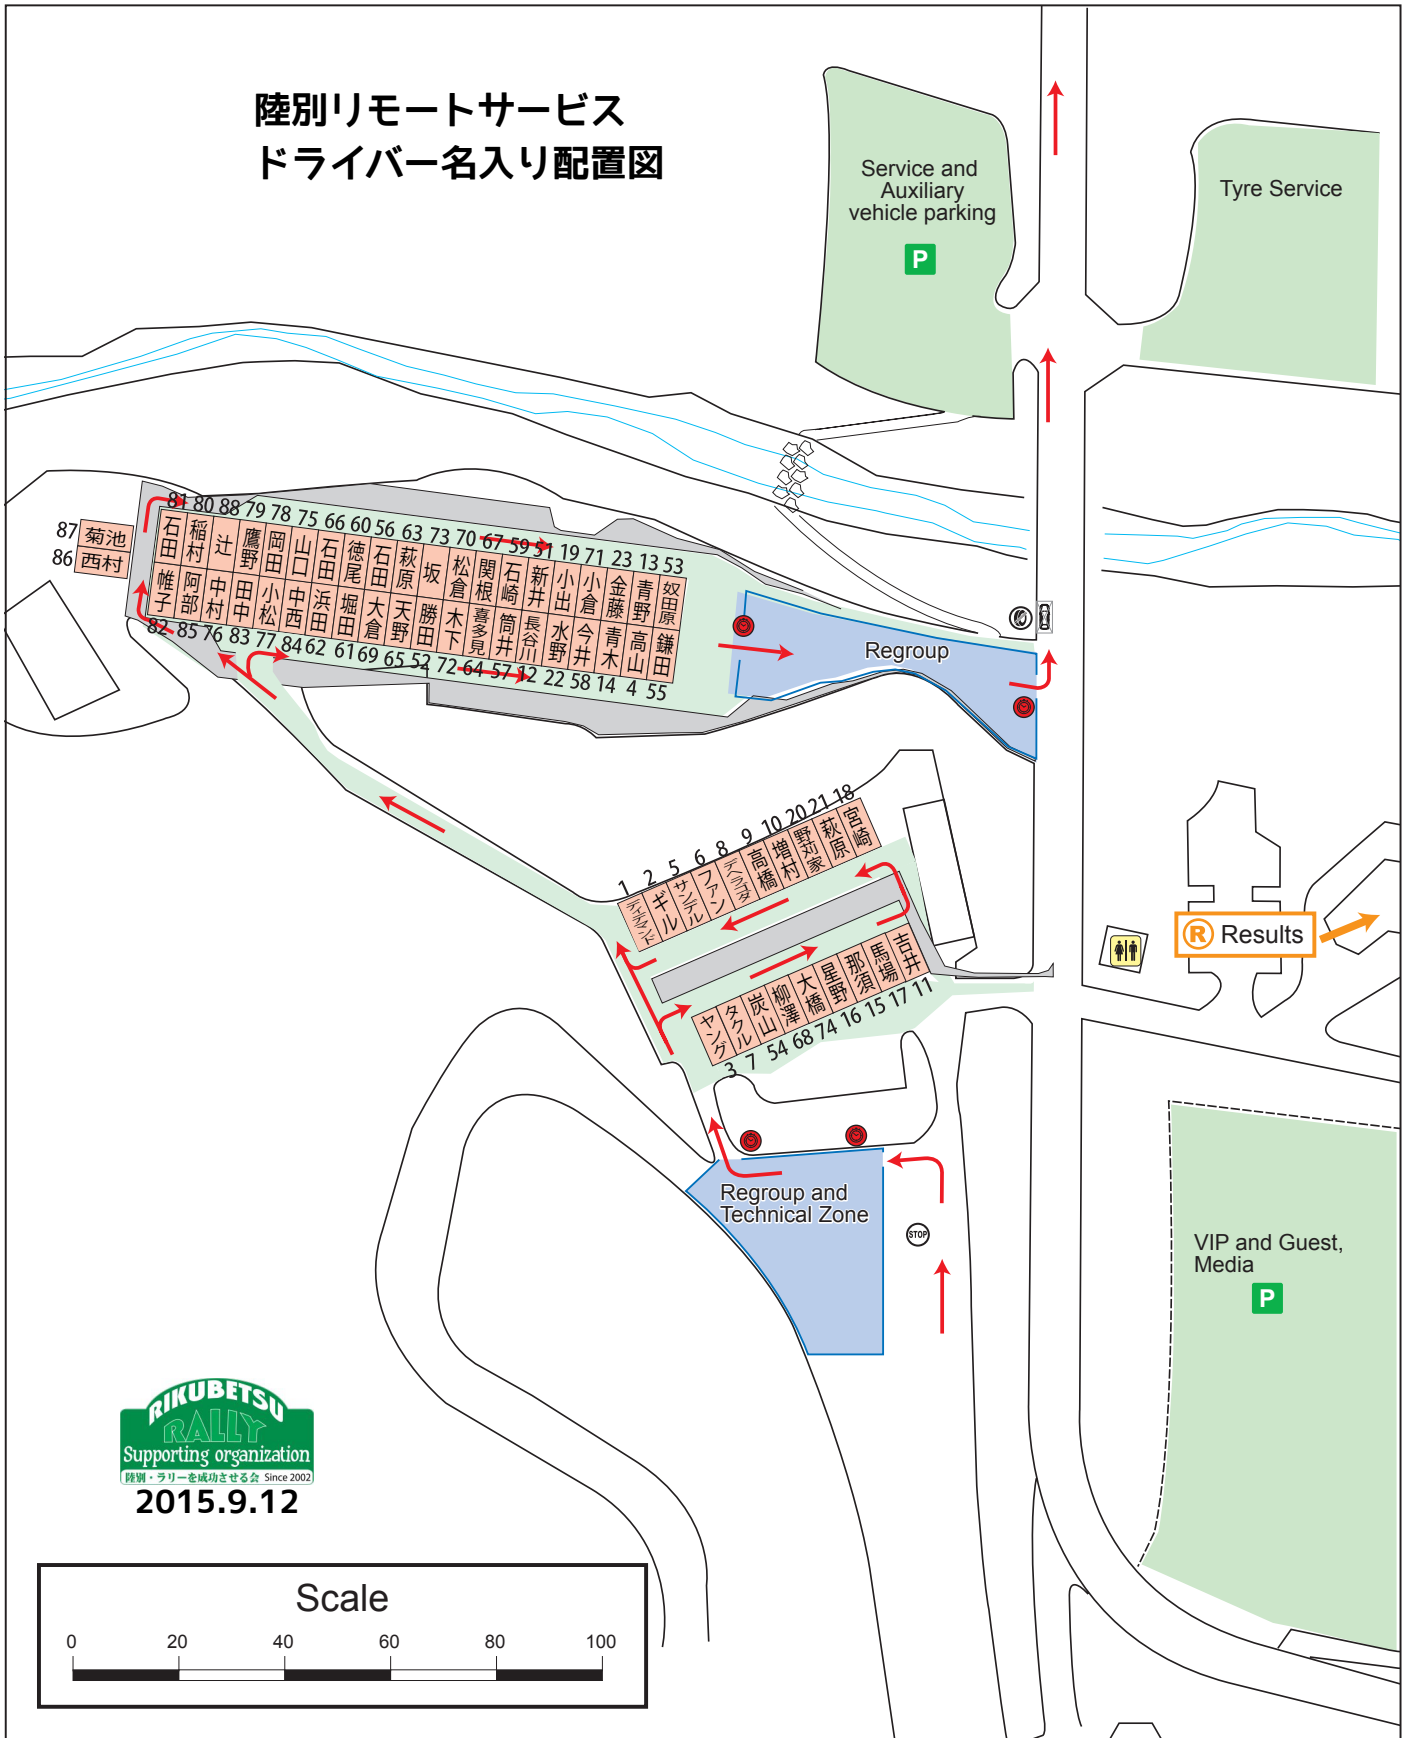 陸別リモートサービス
ドライバー名入り配置図
Service and
Auxiliary
vehicle parking
P
Tyre Service
81 80 88 79 78 75 66 60 56 63 73 70 67 59 51 19 71 23 13 53
87 菊池
86 西村
石田 稲村 辻 鷹野 岡田 山口 石田 徳尾 石田 萩原 坂 松倉 関根 石崎 新井 小出 小倉 金藤 青野 奴田原
帷子 阿部 中村 田中 小松 中西 浜田 堀田 大倉 天野 勝田 木下 喜多見 筒井 長谷川 水野 今井 青木 高山 鎌田
82 85 76 83 77 84 62 61 69 65 52 72 64 57 12 22 58 14 4 55
Regroup
1 2 5 6 8 9 10 20 21 18
ギル サンデル ファン デヘラゴダ 高橋 増村 野苅家 萩原 宮崎
ヤング タクル 炭山 柳澤 大橋 星野 那須 馬場 吉井
3 7 54 68 74 16 15 17 11
R Results
Regroup and
Technical Zone
STOP
VIP and Guest,
Media
P
RIKUBETSU
RALLY
Supporting organization
陸別・ラリーを成功させる会 Since 2002
2015.9.12
Scale
0 20 40 60 80 100